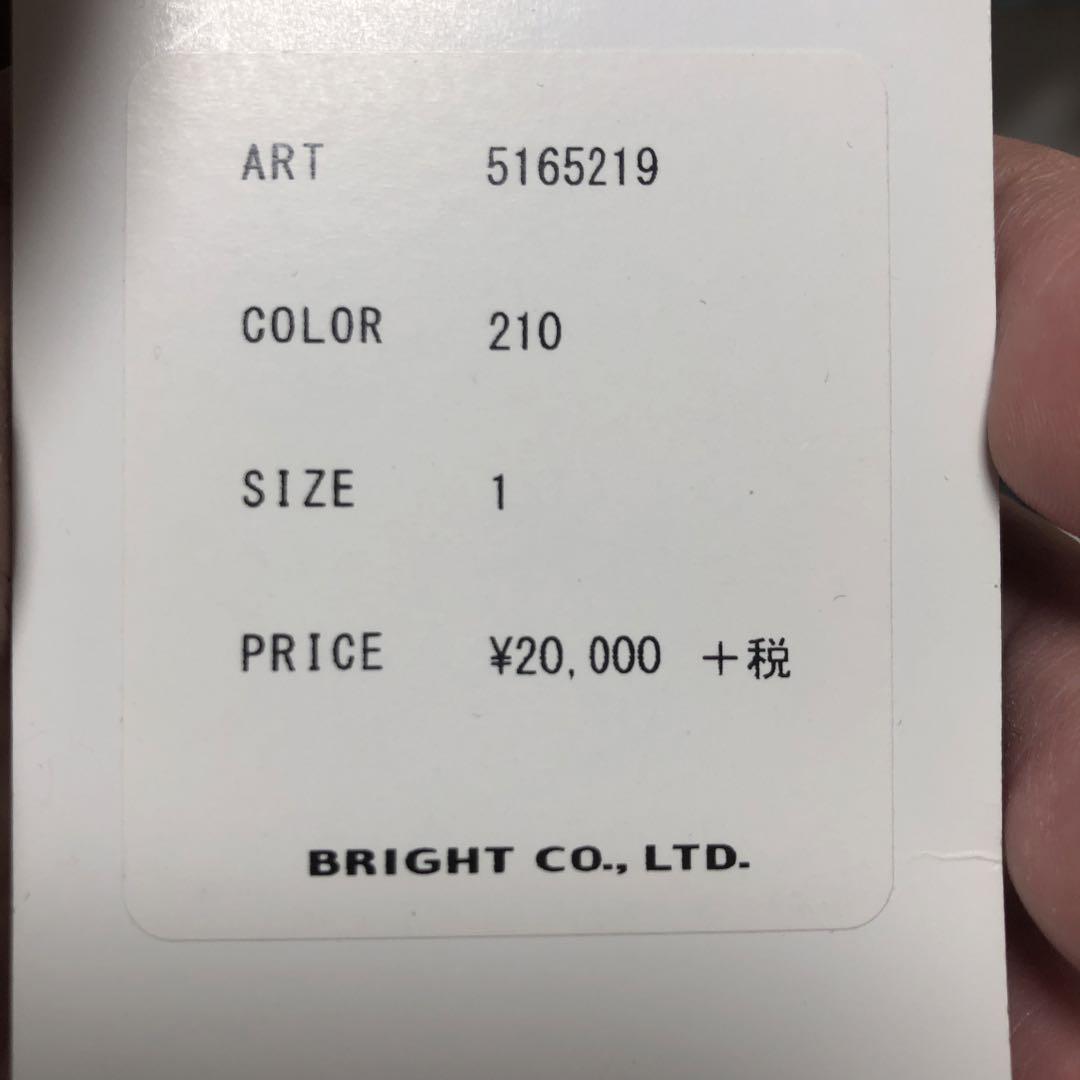 ART 5165219
COLOR 210
SIZE 1
PRICE ¥20,000 +税
BRIGHT CO., LTD.